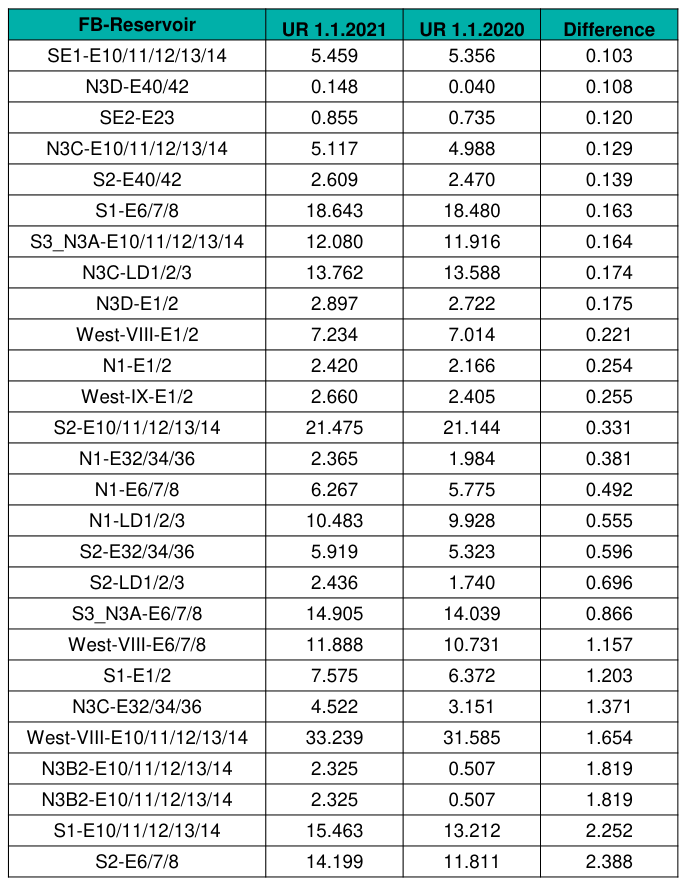 FB-Reservoir UR 1.1.2021 UR 1.1.2020 Difference
SE1-E10/11/12/13/14 5.459 5.356 0.103
N3D-E40/42 0.148 0.040 0.108
SE2-E23 0.855 0.735 0.120
N3C-E10/11/12/13/14 5.117 4.988 0.129
S2-E40/42 2.609 2.470 0.139
S1-E6/7/8 18.643 18.480 0.163
S3_N3A-E10/11/12/13/14 12.080 11.916 0.164
N3C-LD1/2/3 13.762 13.588 0.174
N3D-E1/2 2.897 2.722 0.175
West-VIII-E1/2 7.234 7.014 0.221
N1-E1/2 2.420 2.166 0.254
West-IX-E1/2 2.660 2.405 0.255
S2-E10/11/12/13/14 21.475 21.144 0.331
N1-E32/34/36 2.365 1.984 0.381
N1-E6/7/8 6.267 5.775 0.492
N1-LD1/2/3 10.483 9.928 0.555
S2-E32/34/36 5.919 5.323 0.596
S2-LD1/2/3 2.436 1.740 0.696
S3_N3A-E6/7/8 14.905 14.039 0.866
West-VIII-E6/7/8 11.888 10.731 1.157
S1-E1/2 7.575 6.372 1.203
N3C-E32/34/36 4.522 3.151 1.371
West-VIII-E10/11/12/13/14 33.239 31.585 1.654
N3B2-E10/11/12/13/14 2.325 0.507 1.819
N3B2-E10/11/12/13/14 2.325 0.507 1.819
S1-E10/11/12/13/14 15.463 13.212 2.252
S2-E6/7/8 14.199 11.811 2.388